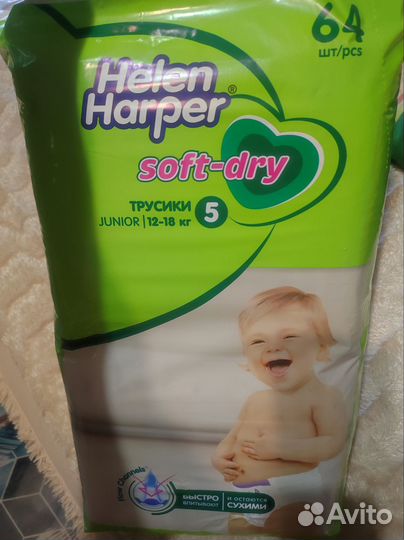 64
шт/pcs
Helen
Harper®
soft-dry
ТРУСИКИ
JUNIOR | 12-18 кг
5
New Channels
БЫСТРО
ВПИТЫВАЮТ
и остаются
СУХИМИ
Avito